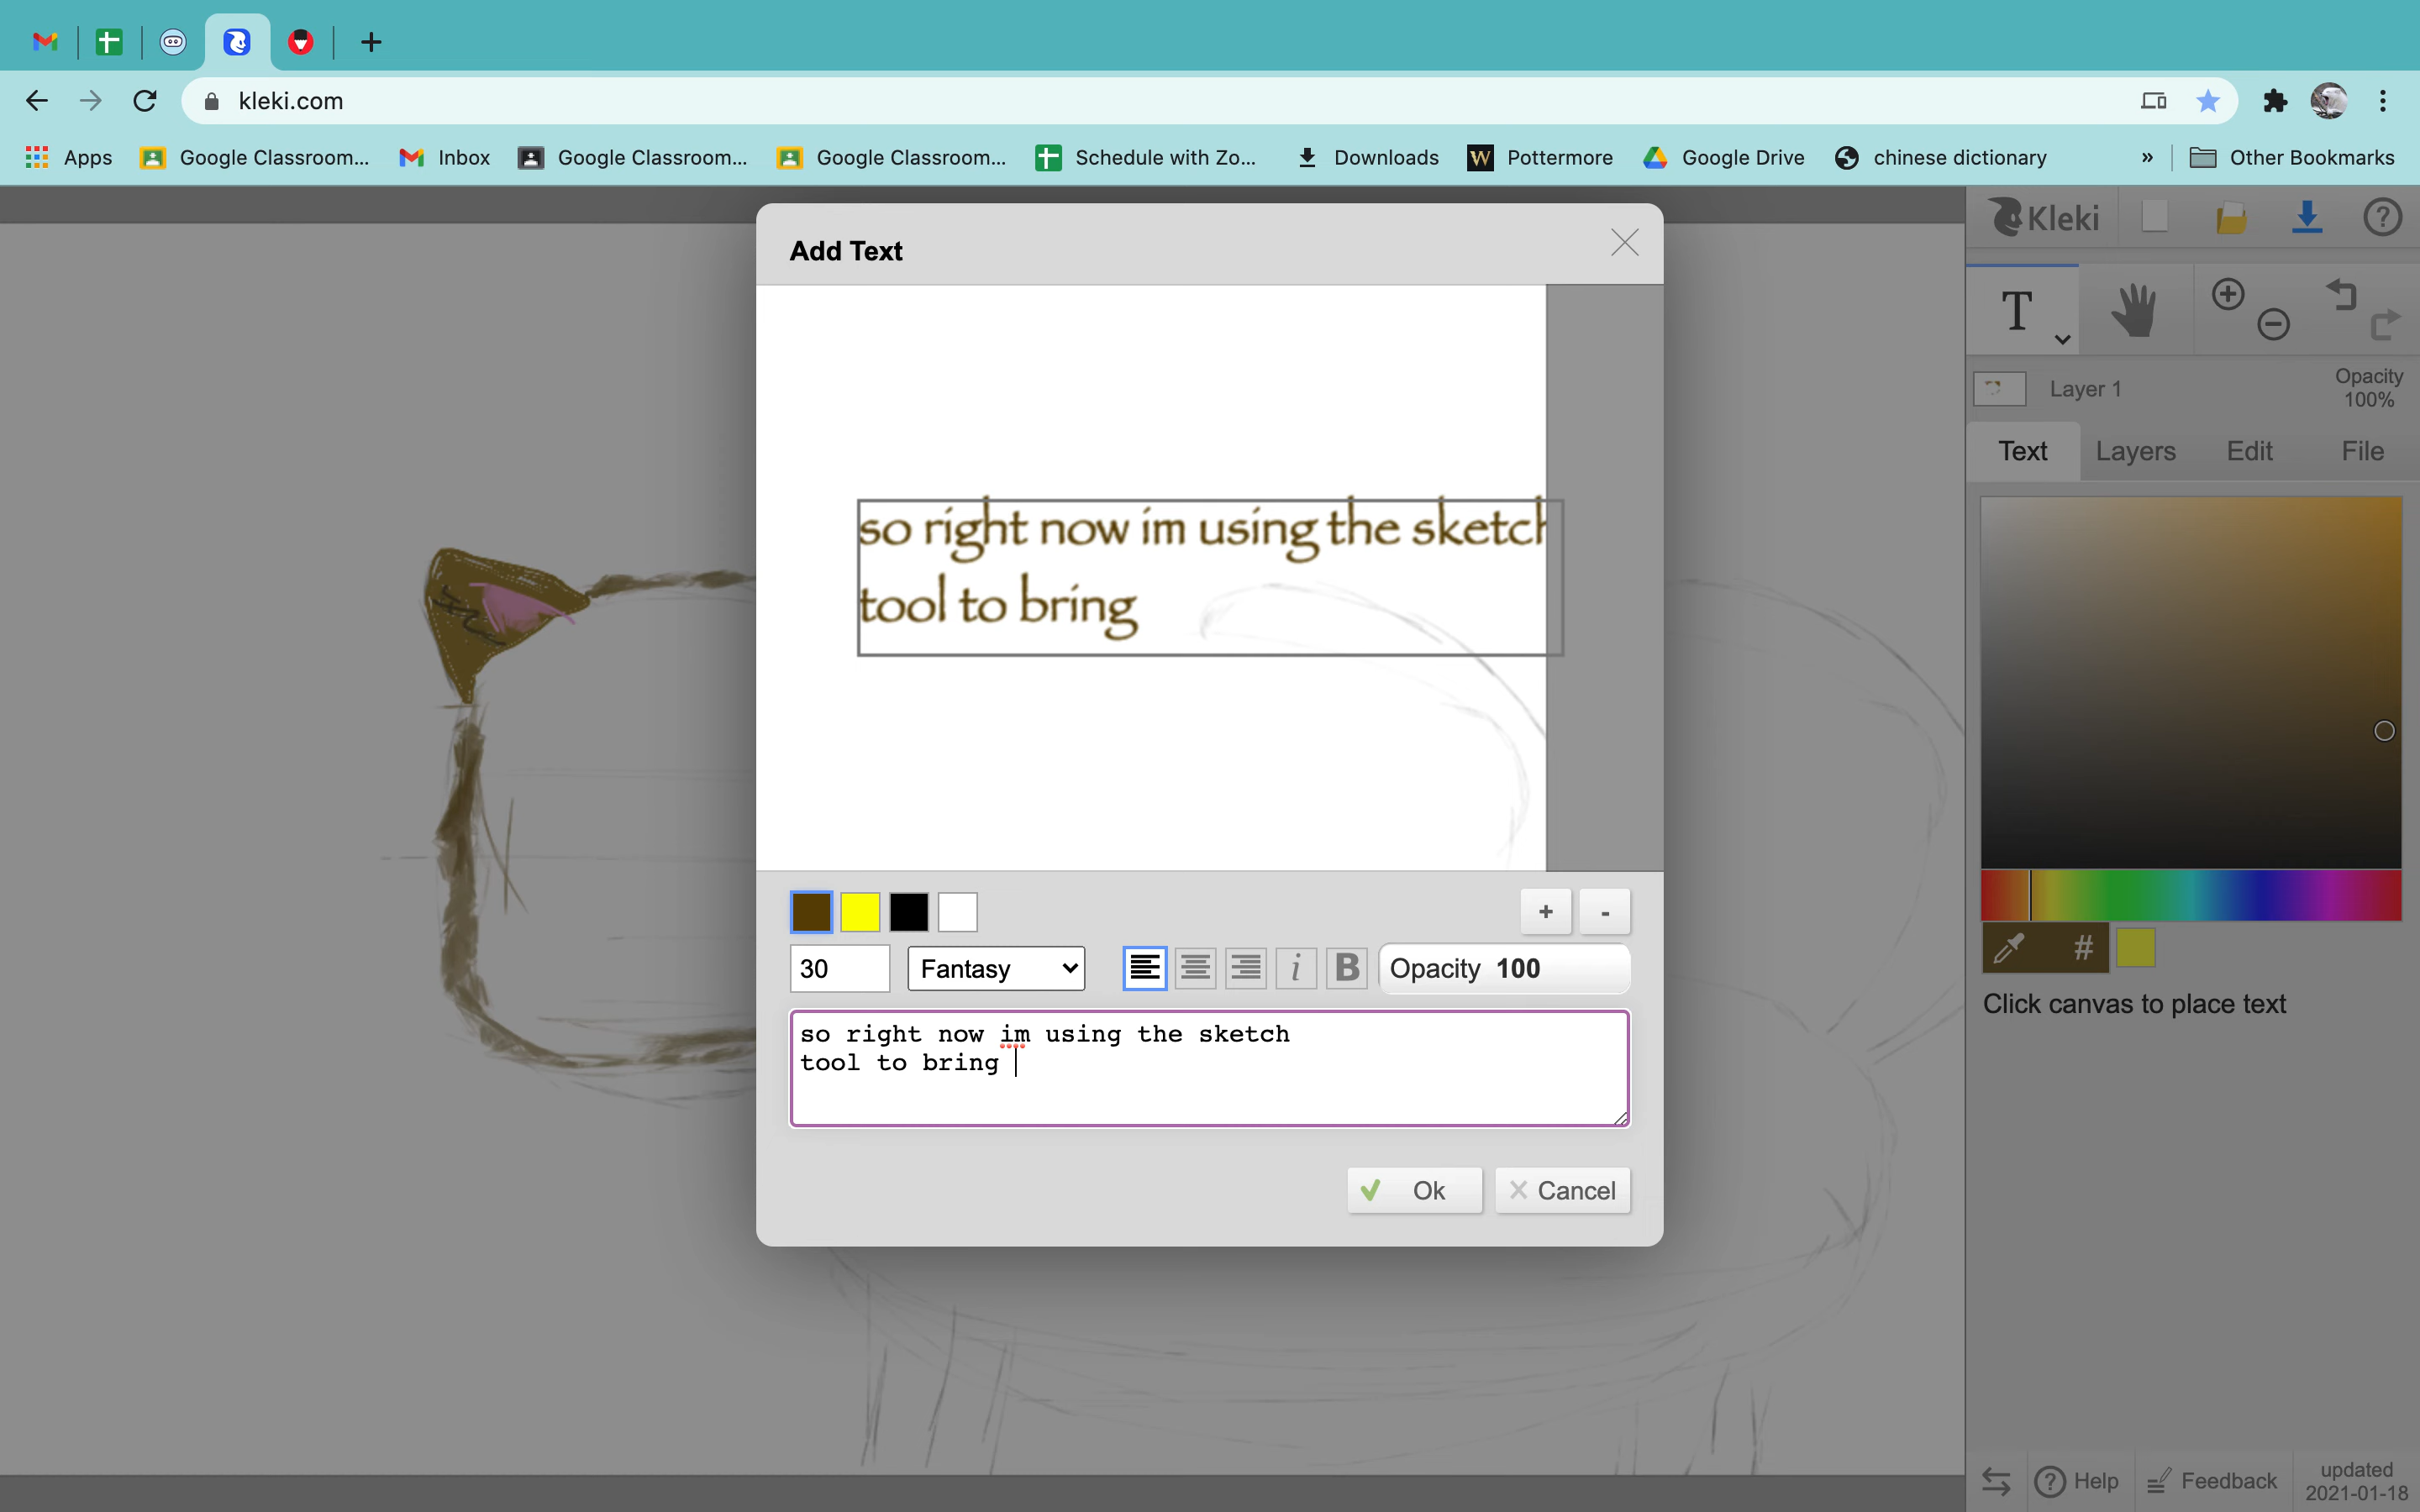 kleki.com
Apps Google Classroom... Inbox Google Classroom... Google Classroom... Schedule with Zo... Downloads W Pottermore Google Drive chinese dictionary » Other Bookmarks
Add Text
Kleki
so right now im using the sketch
tool to bring
T
Layer 1
Opacity
100%
Text Layers Edit File
+ -
30 Fantasy i B Opacity 100
#
Click canvas to place text
so right now im using the sketch
tool to bring
Ok Cancel
Help Feedback updated
2021-01-18